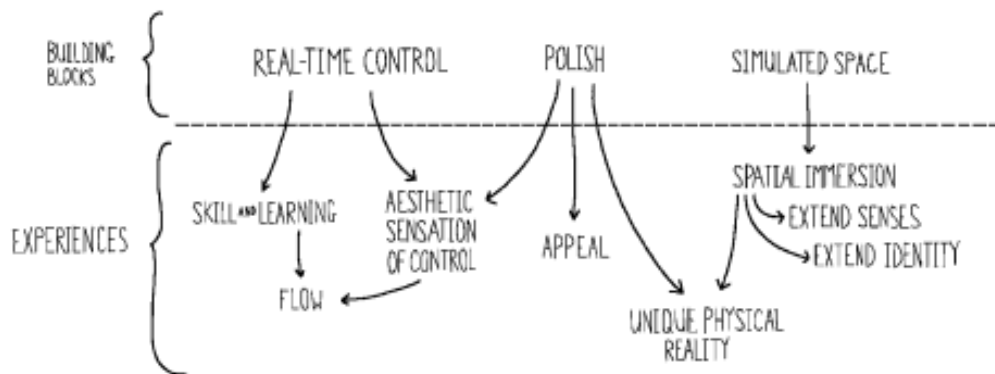 BUILDING
BLOCKS
REAL-TIME CONTROL
POLISH
SIMULATED SPACE
EXPERIENCES
SKILL AND LEARNING
FLOW
AESTHETIC
SENSATION
OF CONTROL
APPEAL
SPATIAL IMMERSION
EXTEND SENSES
EXTEND IDENTITY
UNIQUE PHYSICAL
REALITY